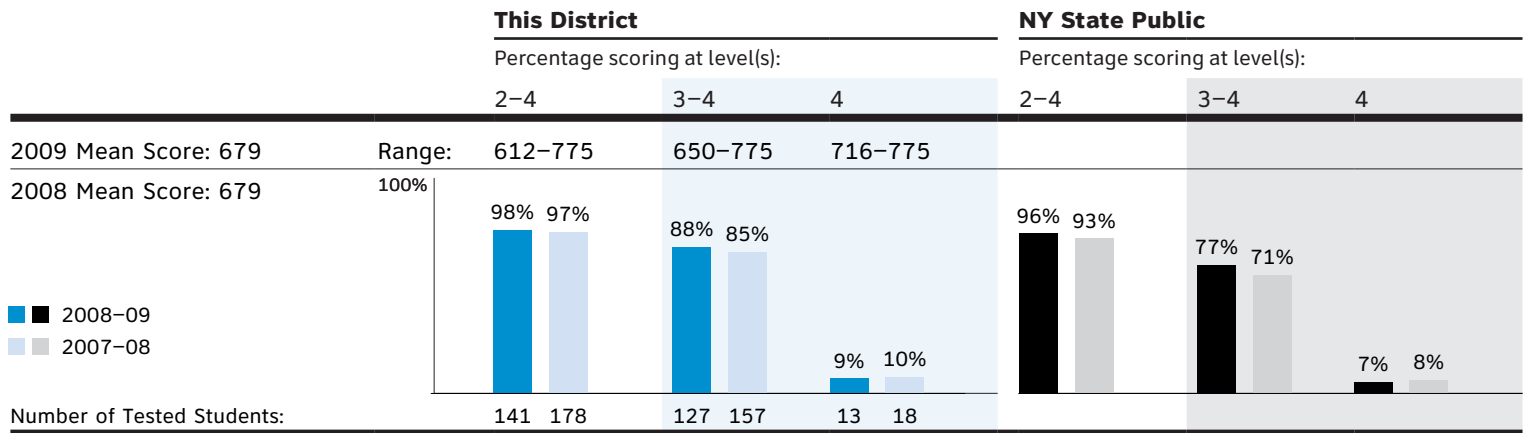 This District NY State Public
Percentage scoring at level(s): Percentage scoring at level(s):
2–4 3–4 4 2–4 3–4 4
2009 Mean Score: 679 Range: 612–775 650–775 716–775
2008 Mean Score: 679 100%
98% 97% 88% 85% 9% 10% 96% 93% 77% 71% 7% 8%
2008–09
2007–08
Number of Tested Students: 141 178 127 157 13 18